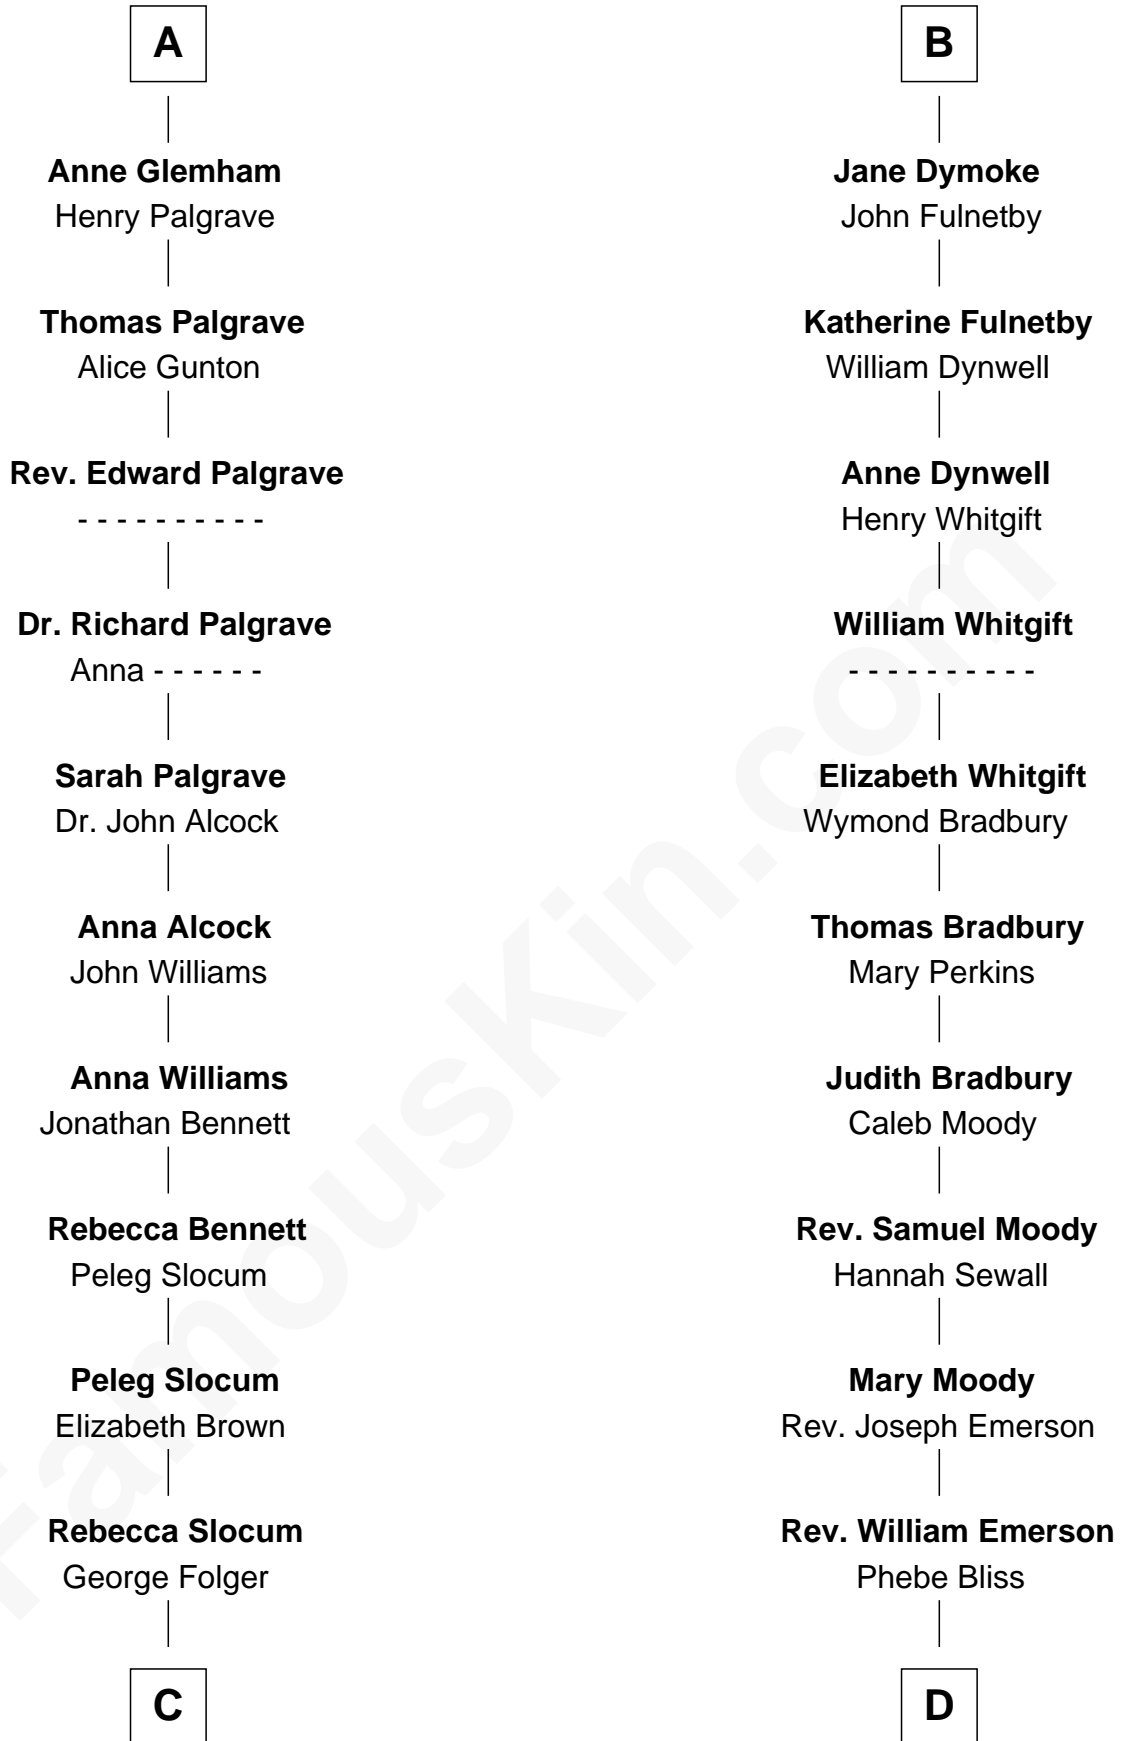 A
Anne Glemham
Henry Palgrave
Thomas Palgrave
Alice Gunton
Rev. Edward Palgrave
- - - - - - - - - -
Dr. Richard Palgrave
Anna - - - - - -
Sarah Palgrave
Dr. John Alcock
Anna Alcock
John Williams
Anna Williams
Jonathan Bennett
Rebecca Bennett
Peleg Slocum
Peleg Slocum
Elizabeth Brown
Rebecca Slocum
George Folger
C
B
Jane Dymoke
John Fulnetby
Katherine Fulnetby
William Dynwell
Anne Dynwell
Henry Whitgift
William Whitgift
- - - - - - - - - -
Elizabeth Whitgift
Wymond Bradbury
Thomas Bradbury
Mary Perkins
Judith Bradbury
Caleb Moody
Rev. Samuel Moody
Hannah Sewall
Mary Moody
Rev. Joseph Emerson
Rev. William Emerson
Phebe Bliss
D
FamousKin.com